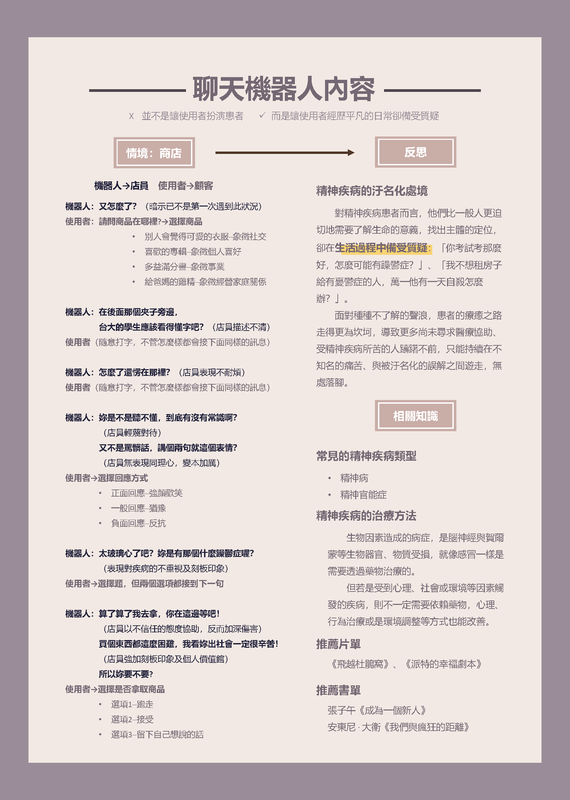 聊天機器人內容
x 並不是讓使用者扮演患者 ✓ 而是讓使用者經歷平凡的日常卻備受質疑
情境：商店
機器人→店員 使用者→顧客
機器人：又怎麼了？（暗示已不是第一次遇到此狀況）
使用者：請問商品在哪裡?→選擇商品
• 別人會覺得可愛的衣服–象徵社交
• 喜歡的專輯–象徵個人喜好
• 多益滿分書–象徵事業
• 給爸媽的雞精–象徵經營家庭關係
機器人：在後面那個夾子旁邊，
台大的學生應該看得懂字吧？（店員描述不清）
使用者（隨意打字，不管怎麼樣都會接下面同樣的訊息）
機器人：怎麼了還愣在那裡？（店員表現不耐煩）
使用者（隨意打字，不管怎麼樣都會接下面同樣的訊息）
機器人：妳是不是聽不懂，到底有沒有常識啊?
（店員輕蔑對待）
又不是罵髒話，講個兩句就這個表情?
（店員無表現同理心，變本加厲）
使用者→選擇回應方式
• 正面回應–強顏歡笑
• 一般回應–猶豫
• 負面回應–反抗
機器人：太玻璃心了吧？妳是有那個什麼躁鬱症喔?
（表現對疾病的不重視及刻板印象）
使用者→選擇題，但兩個選項都接到下一句
機器人：算了算了我去拿，你在這邊等吧！
（店員以不信任的態度協助，反而加深傷害）
買個東西都這麼困難，我看妳出社會一定很辛苦！
（店員強加刻板印象及個人價值觀）
所以妳要不要?
使用者→選擇是否拿取商品
• 選項1–跑走
• 選項2–接受
• 選項3–留下自己想說的話
反思
精神疾病的汙名化處境
對精神疾病患者而言，他們比一般人更迫
切地需要了解生命的意義，找出主體的定位，
卻在生活過程中備受質疑：「你考試考那麼
好，怎麼可能有躁鬱症？」、「我不想租房子
給有憂鬱症的人，萬一他有一天自殺怎麼
辦？」。
面對種種不了解的聲浪，患者的療癒之路
走得更為坎坷，導致更多尚未尋求醫療協助、
受精神疾病所苦的人躊躇不前，只能持續在不
知名的痛苦、與被汙名化的誤解之間遊走，無
處落腳。
相關知識
常見的精神疾病類型
• 精神病
• 精神官能症
精神疾病的治療方法
生物因素造成的病症，是腦神經與賀爾
蒙等生物器官、物質受損，就像感冒一樣是
需要透過藥物治療的。
但若是受到心理、社會或環境等因素觸
發的疾病，則不一定需要依賴藥物，心理、
行為治療或是環境調整等方式也能改善。
推薦片單
《飛越杜鵑窩》、《派特的幸福劇本》
推薦書單
張子午《成為一個新人》
安東尼 · 大衛《我們與瘋狂的距離》